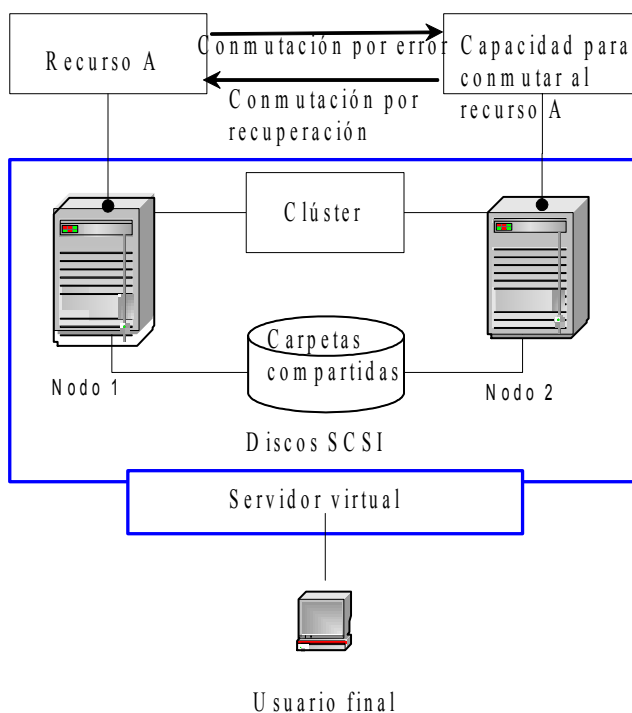 Recurso A
Conmutación por error
Conmutación por
recuperación
Capacidad para
conmutar al
recurso A
Clúster
Carpetas
compartidas
Nodo 1
Nodo 2
Discos SCSI
Servidor virtual
Usuario final